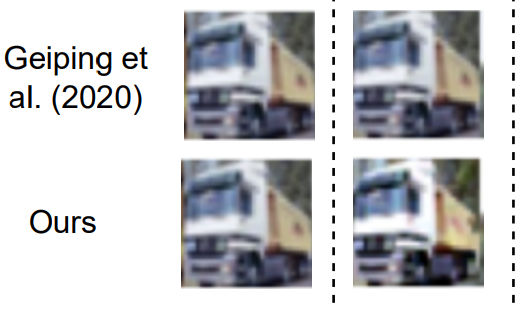 Geiping et
al. (2020)
Ours